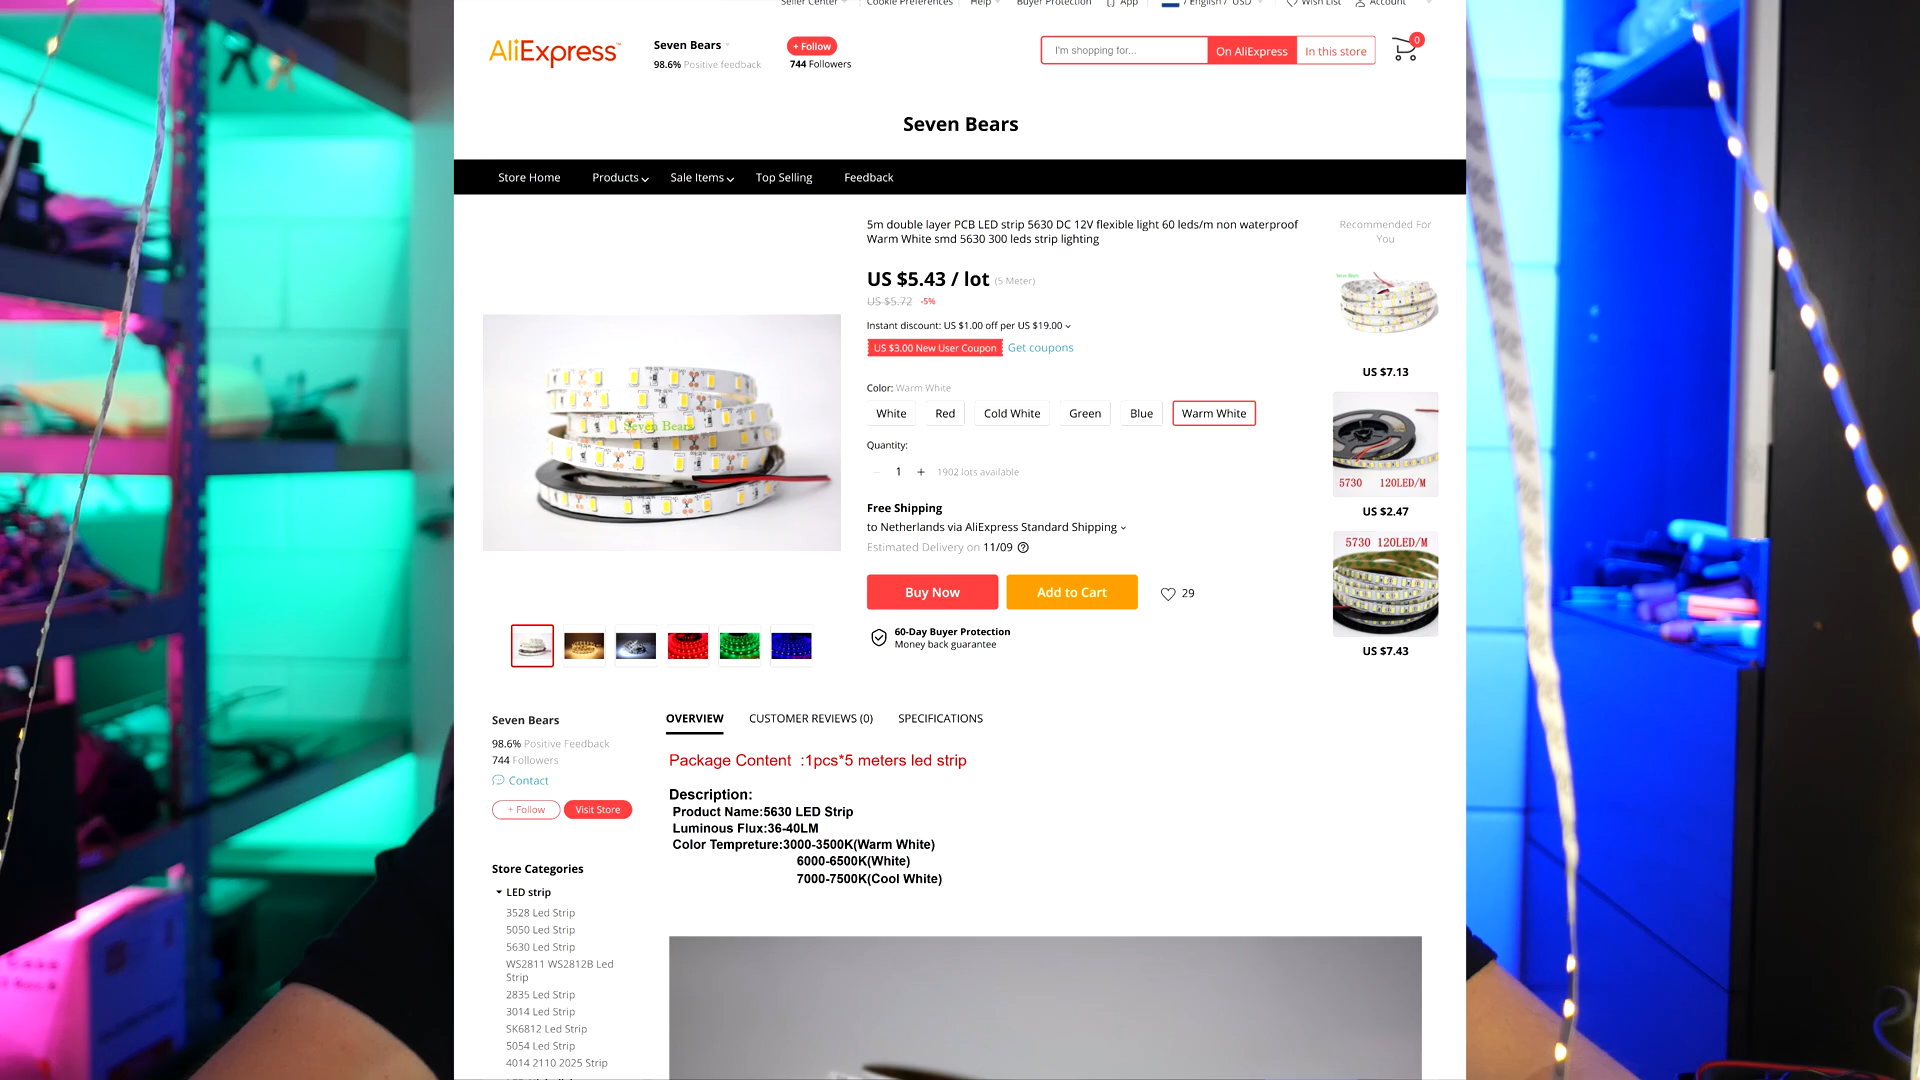 Seller Center
Cookie Preferences
Help
Buyer Protection
App
/ English / USD
Wish List
Account
AliExpress
Seven Bears
98.6% Positive feedback
+ Follow
744 Followers
I'm shopping for...
On AliExpress
In this store
0
Seven Bears
Store Home
Products
Sale Items
Top Selling
Feedback
5m double layer PCB LED strip 5630 DC 12V flexible light 60 leds/m non waterproof
Warm White smd 5630 300 leds strip lighting
US $5.43 / lot (5 Meter)
US $5.72 -5%
Instant discount: US $1.00 off per US $19.00
US $3.00 New User Coupon Get coupons
Color: Warm White
White
Red
Cold White
Green
Blue
Warm White
Quantity:
1
1902 lots available
Free Shipping
to Netherlands via AliExpress Standard Shipping
Estimated Delivery on 11/09
Buy Now
Add to Cart
29
60-Day Buyer Protection
Money back guarantee
Seven Bears
Recommended For
You
Seven Bears
US $7.13
5730 120LED/M
US $2.47
5730 120LED/M
US $7.43
Seven Bears
98.6% Positive Feedback
744 Followers
Contact
+ Follow
Visit Store
Store Categories
LED strip
3528 Led Strip
5050 Led Strip
5630 Led Strip
WS2811 WS2812B Led
Strip
2835 Led Strip
3014 Led Strip
SK6812 Led Strip
5054 Led Strip
4014 2110 2025 Strip
OVERVIEW
CUSTOMER REVIEWS (0)
SPECIFICATIONS
Package Content :1pcs*5 meters led strip
Description:
Product Name:5630 LED Strip
Luminous Flux:36-40LM
Color Tempreture:3000-3500K(Warm White)
6000-6500K(White)
7000-7500K(Cool White)